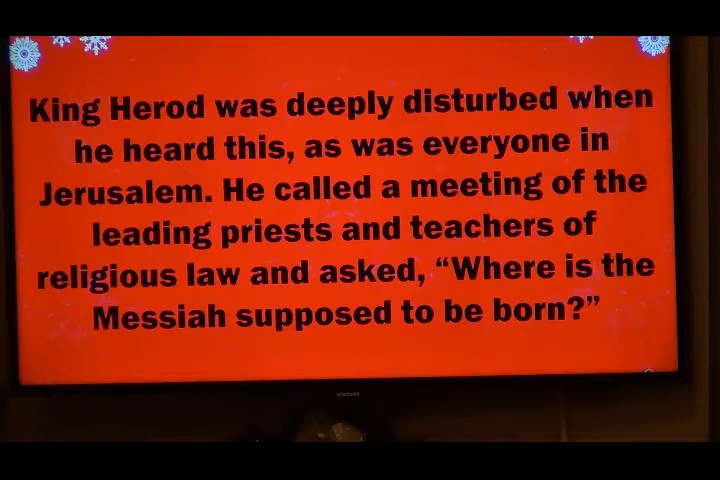 King Herod was deeply disturbed when
he heard this, as was everyone in
Jerusalem. He called a meeting of the
leading priests and teachers of
religious law and asked, “Where is the
Messiah supposed to be born?”
SAMSUNG